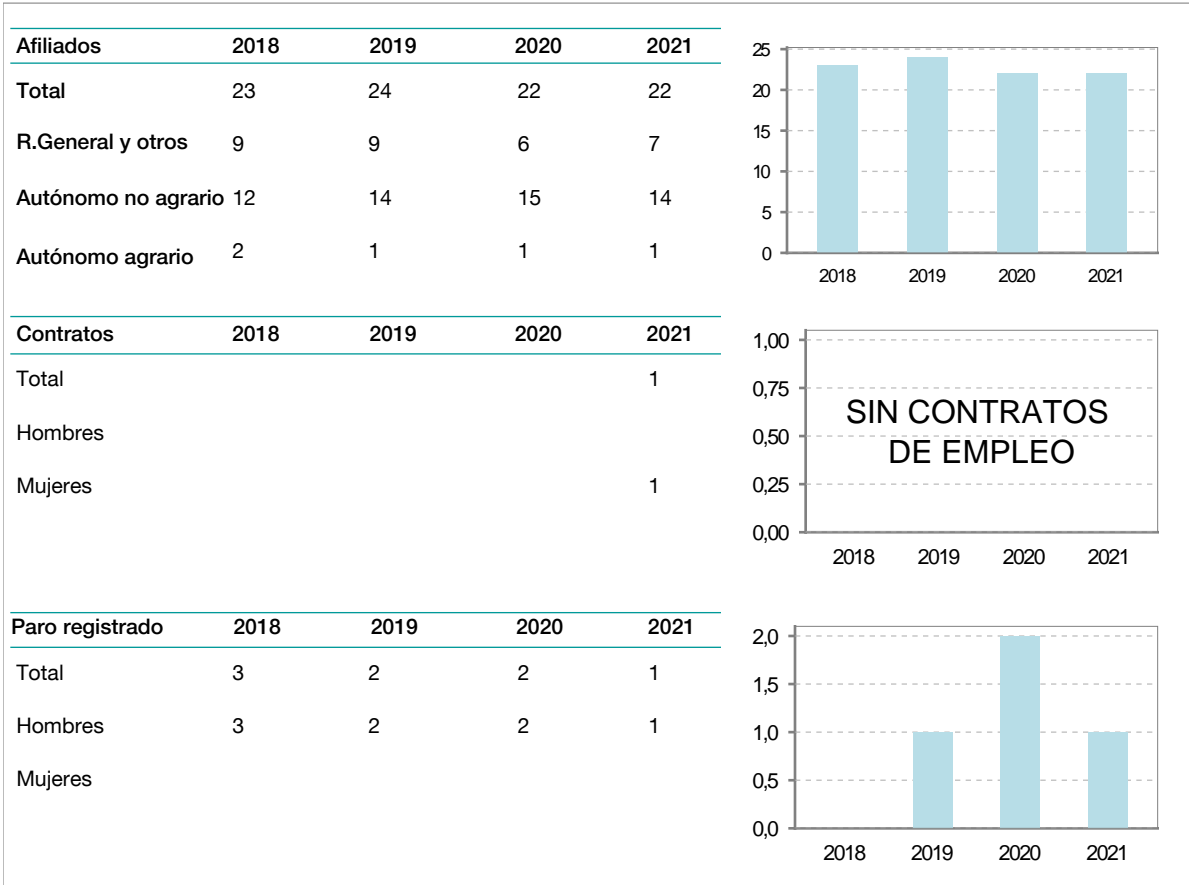 Afiliados 2018 2019 2020 2021
Total 23 24 22 22
R.General y otros 9 9 6 7
Autónomo no agrario 12 14 15 14
Autónomo agrario 2 1 1 1
25
20
15
10
5
0
2018 2019 2020 2021
Contratos 2018 2019 2020 2021
Total 1
Hombres
Mujeres 1
1,00
0,75
0,50
0,25
0,00
SIN CONTRATOS
DE EMPLEO
2018 2019 2020 2021
Paro registrado 2018 2019 2020 2021
Total 3 2 2 1
Hombres 3 2 2 1
Mujeres
2,0
1,5
1,0
0,5
0,0
2018 2019 2020 2021